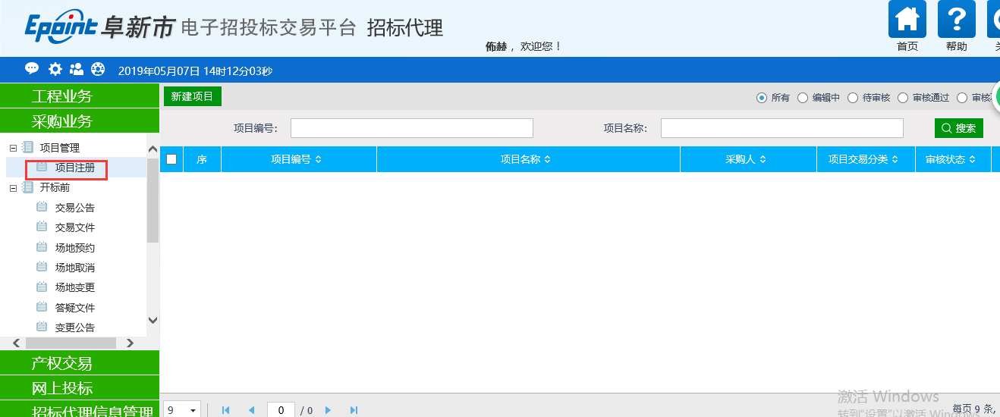 Epoint 阜新市 电子招投标交易平台 招标代理
侕赫 ，欢迎您！
首页 帮助
2019年05月07日 14时12分03秒
工程业务
采购业务
项目管理
项目注册
开标前
交易公告
交易文件
场地预约
场地取消
场地变更
答疑文件
变更公告
产权交易
网上投标
招标代理信息管理
新建项目
所有 编辑中 待审核 审核通过 审核
项目编号: 项目名称: 搜索
序 项目编号 项目名称 采购人 项目交易分类 审核状态
激活 Windows
转到"设置"以激活 Windows
9 0 / 0 每页 9 条,